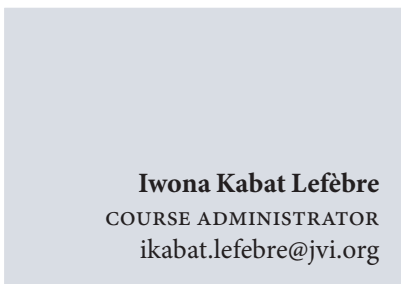 Iwona Kabat Lefèbre
COURSE ADMINISTRATOR
ikabat.lefebre@jvi.org